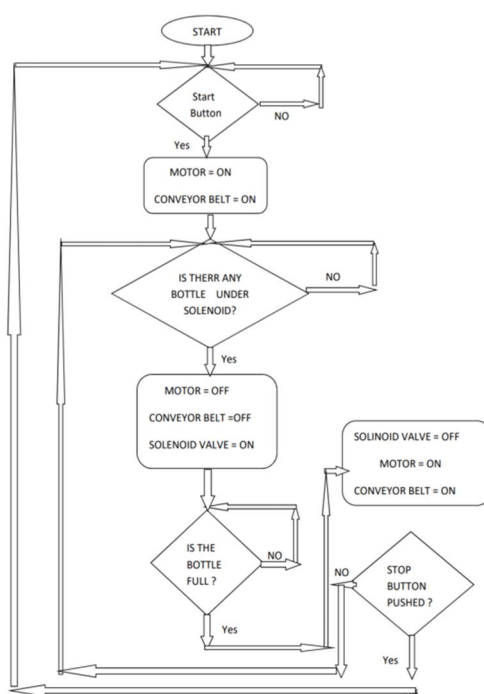 START
Start
Button
NO
Yes
MOTOR = ON
CONVEYOR BELT = ON
IS THERR ANY
BOTTLE UNDER
SOLENOID?
NO
Yes
MOTOR = OFF
CONVEYOR BELT =OFF
SOLENOID VALVE = ON
SOLINOID VALVE = OFF
MOTOR = ON
CONVEYOR BELT = ON
IS THE
BOTTLE
FULL ?
NO
Yes
STOP
BUTTON
PUSHED ?
NO
Yes